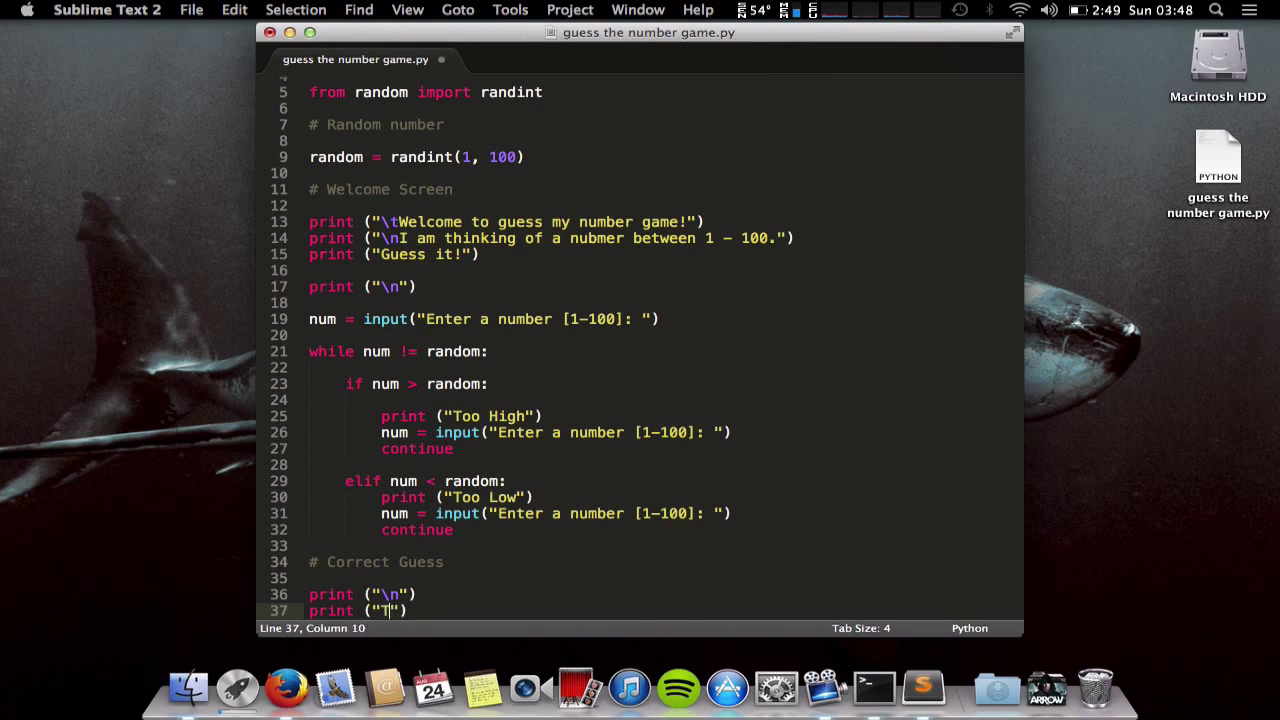 Sublime Text 2 File Edit Selection Find View Goto Tools Project Window Help 54° 2:49 Sun 03:48
guess the number game.py
guess the number game.py
5 from random import randint
6
7 # Random number
8
9 random = randint(1, 100)
10
11 # Welcome Screen
12
13 print ("\tWelcome to guess my number game!")
14 print ("\nI am thinking of a nubmer between 1 - 100.")
15 print ("Guess it!")
16
17 print ("\n")
18
19 num = input("Enter a number [1-100]: ")
20
21 while num != random:
22
23 if num > random:
24
25 print ("Too High")
26 num = input("Enter a number [1-100]: ")
27 continue
28
29 elif num < random:
30 print ("Too Low")
31 num = input("Enter a number [1-100]: ")
32 continue
33
34 # Correct Guess
35
36 print ("\n")
37 print ("T")
Line 37, Column 10 Tab Size: 4 Python
Macintosh HDD
PYTHON
guess the
number game.py
AUG
24
ARROW